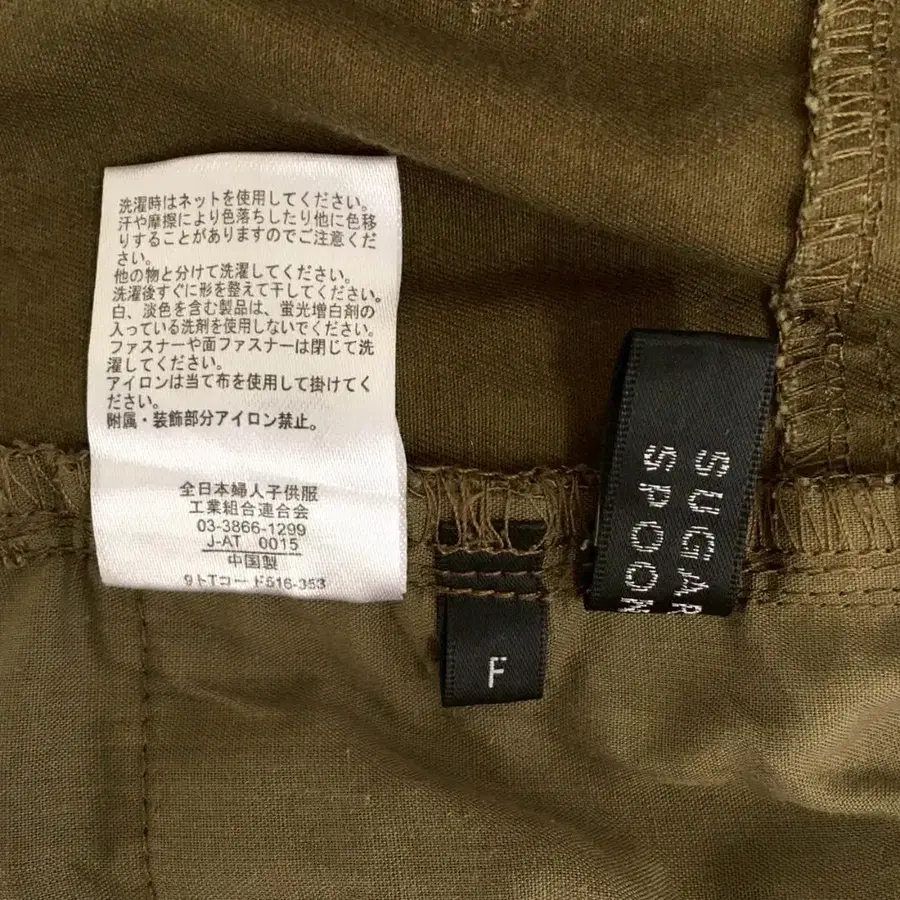 洗濯時はネットを使用してください。
汗や摩擦により色落ちしたり他に色移
りすることがありますのでご注意くだ
さい。
他の物と分けて洗濯してください。
洗濯後すぐに形を整えて干してください。
白、淡色を含む製品は、蛍光増白剤の
入っている洗剤を使用しないでください。
ファスナーや面ファスナーは閉じて洗
濯してください。
アイロンは当て布を使用して掛けてく
ださい。
附属・装飾部分アイロン禁止。
全日本婦人子供服
工業組合連合会
03-3866-1299
J-AT 0015
中国製
9トTコード516-353
SUGAR
SPOON
F